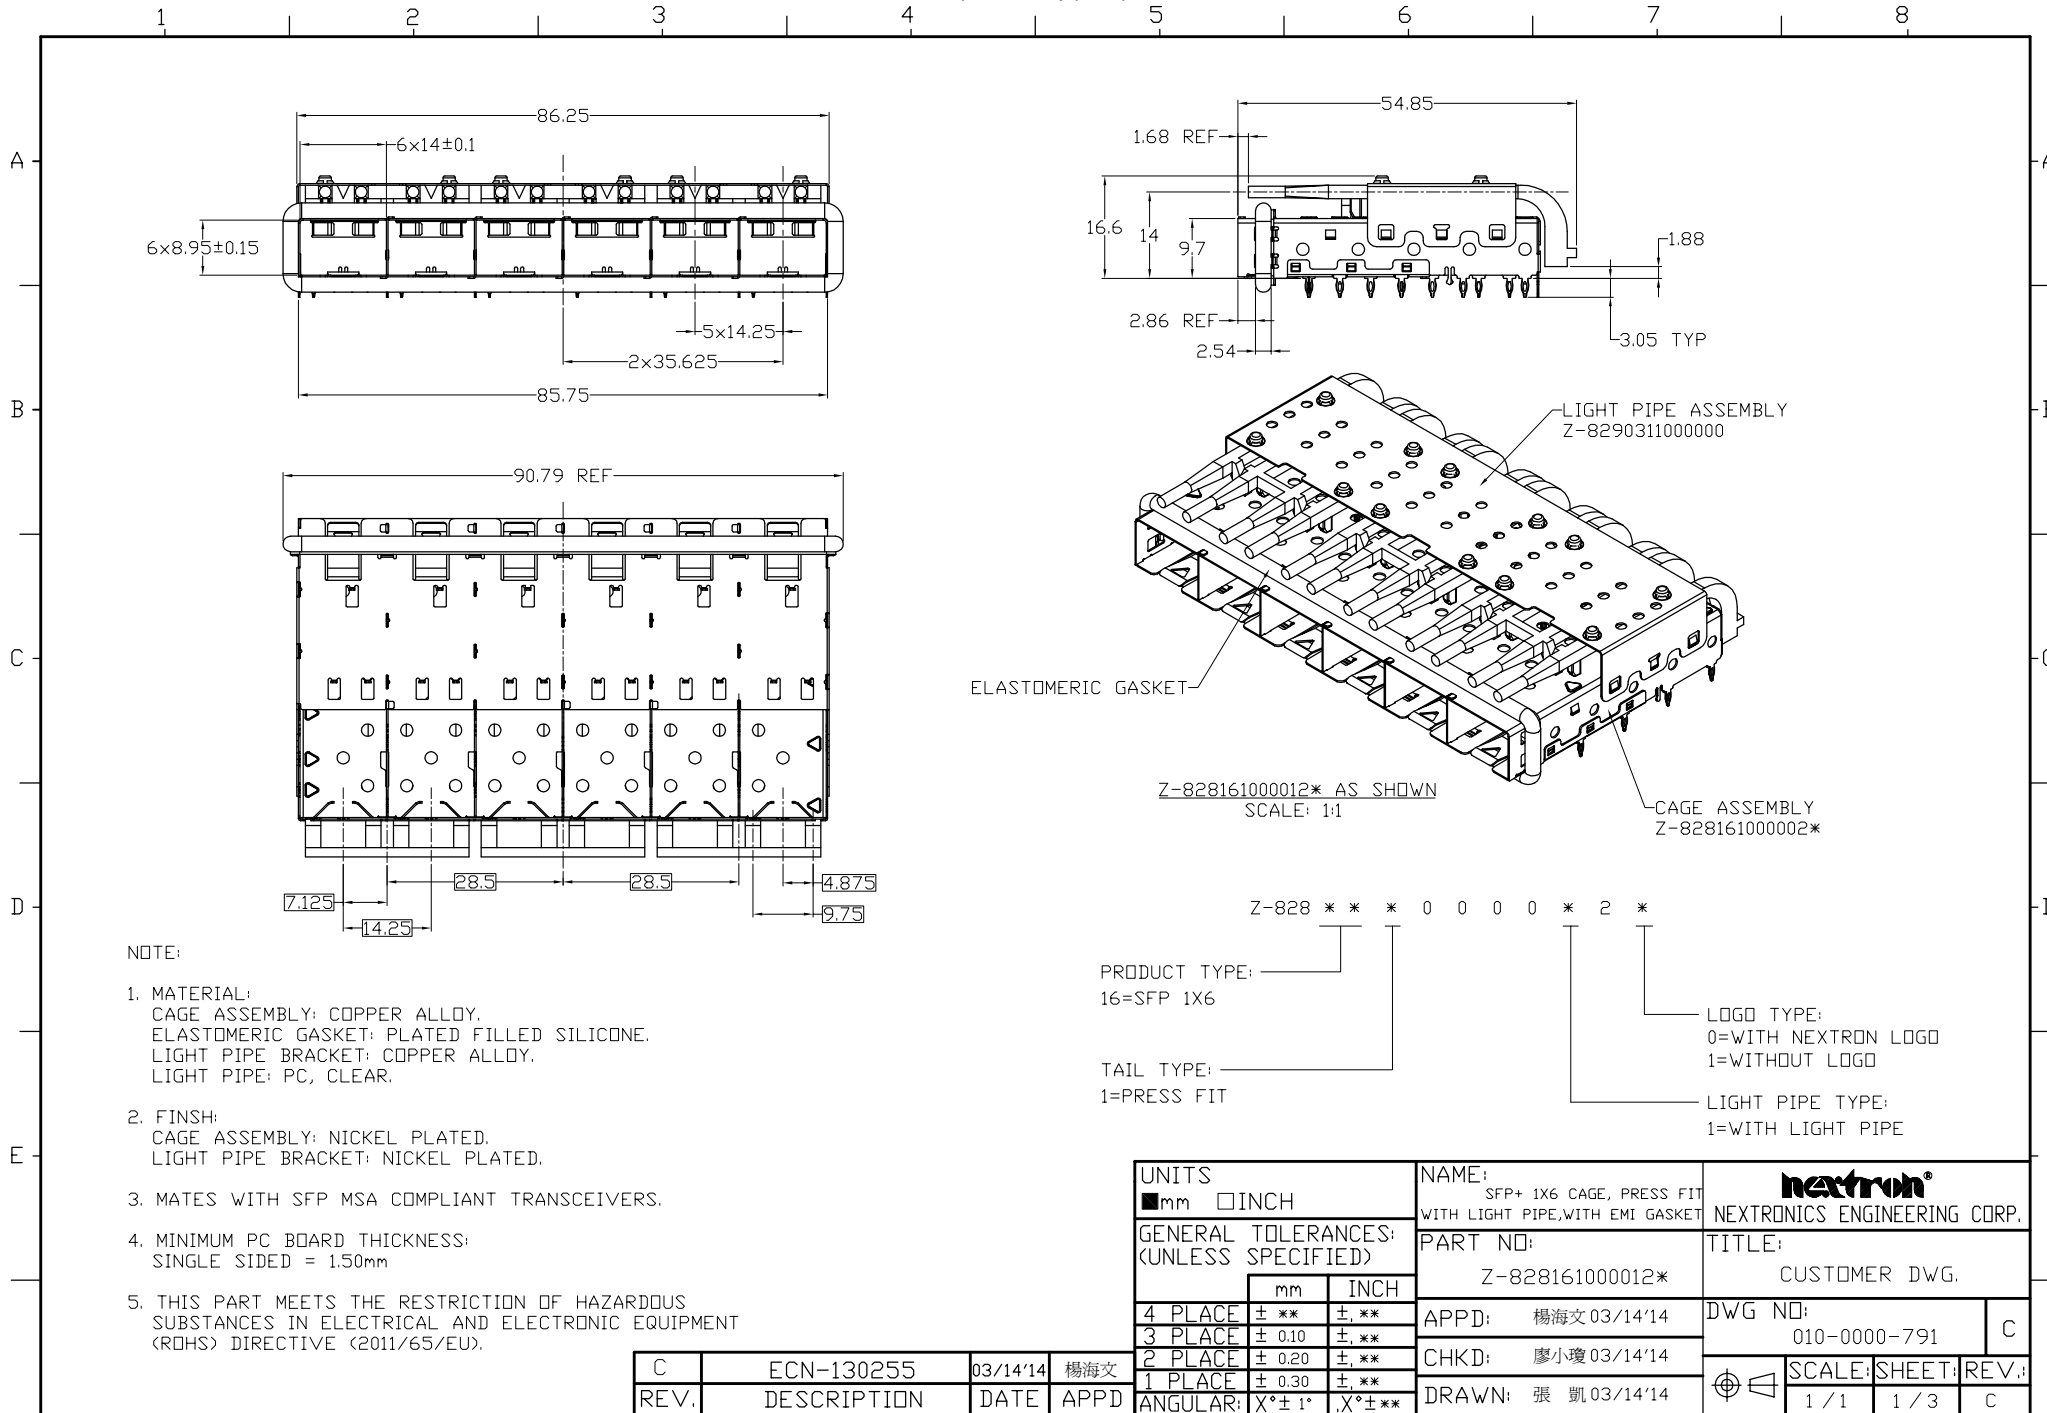 1 2 3 4 5 6 7 8
A
B
C
D
E
86.25
6x14±0.1
6x8.95±0.15
5x14.25
2x35.625
85.75
54.85
1.68 REF
16.6
14
9.7
1.88
2.86 REF
2.54
3.05 TYP
90.79 REF
28.5
28.5
4.875
7.125
9.75
14.25
LIGHT PIPE ASSEMBLY
Z-8290311000000
ELASTOMERIC GASKET
Z-828161000012* AS SHOWN
SCALE: 1:1
CAGE ASSEMBLY
Z-828161000002*
Z-828 * * * 0 0 0 0 * 2 *
PRODUCT TYPE:
16=SFP 1X6
TAIL TYPE:
1=PRESS FIT
LOGO TYPE:
0=WITH NEXTRON LOGO
1=WITHOUT LOGO
LIGHT PIPE TYPE:
1=WITH LIGHT PIPE
NOTE:
1. MATERIAL:
CAGE ASSEMBLY: COPPER ALLOY.
ELASTOMERIC GASKET: PLATED FILLED SILICONE.
LIGHT PIPE BRACKET: COPPER ALLOY.
LIGHT PIPE: PC, CLEAR.
2. FINSH:
CAGE ASSEMBLY: NICKEL PLATED.
LIGHT PIPE BRACKET: NICKEL PLATED.
3. MATES WITH SFP MSA COMPLIANT TRANSCEIVERS.
4. MINIMUM PC BOARD THICKNESS:
SINGLE SIDED = 1.50mm
5. THIS PART MEETS THE RESTRICTION OF HAZARDOUS
SUBSTANCES IN ELECTRICAL AND ELECTRONIC EQUIPMENT
(ROHS) DIRECTIVE (2011/65/EU).
C ECN-130255 03/14'14 楊海文
REV. DESCRIPTION DATE APPD
UNITS
mm INCH
GENERAL TOLERANCES:
(UNLESS SPECIFIED)
mm INCH
4 PLACE ± ** ±. **
3 PLACE ± 0.10 ±. **
2 PLACE ± 0.20 ±. **
1 PLACE ± 0.30 ±. **
ANGULAR: X°± 1° .X°± **
NAME:
SFP+ 1X6 CAGE, PRESS FIT
WITH LIGHT PIPE,WITH EMI GASKET
PART NO:
Z-828161000012*
APPD: 楊海文 03/14'14
CHKD: 廖小瓊 03/14'14
DRAWN: 張 凱 03/14'14
nextron®
NEXTRONICS ENGINEERING CORP.
TITLE:
CUSTOMER DWG.
DWG NO:
010-0000-791
C
SCALE: SHEET: REV.:
1 / 1 1 / 3 C